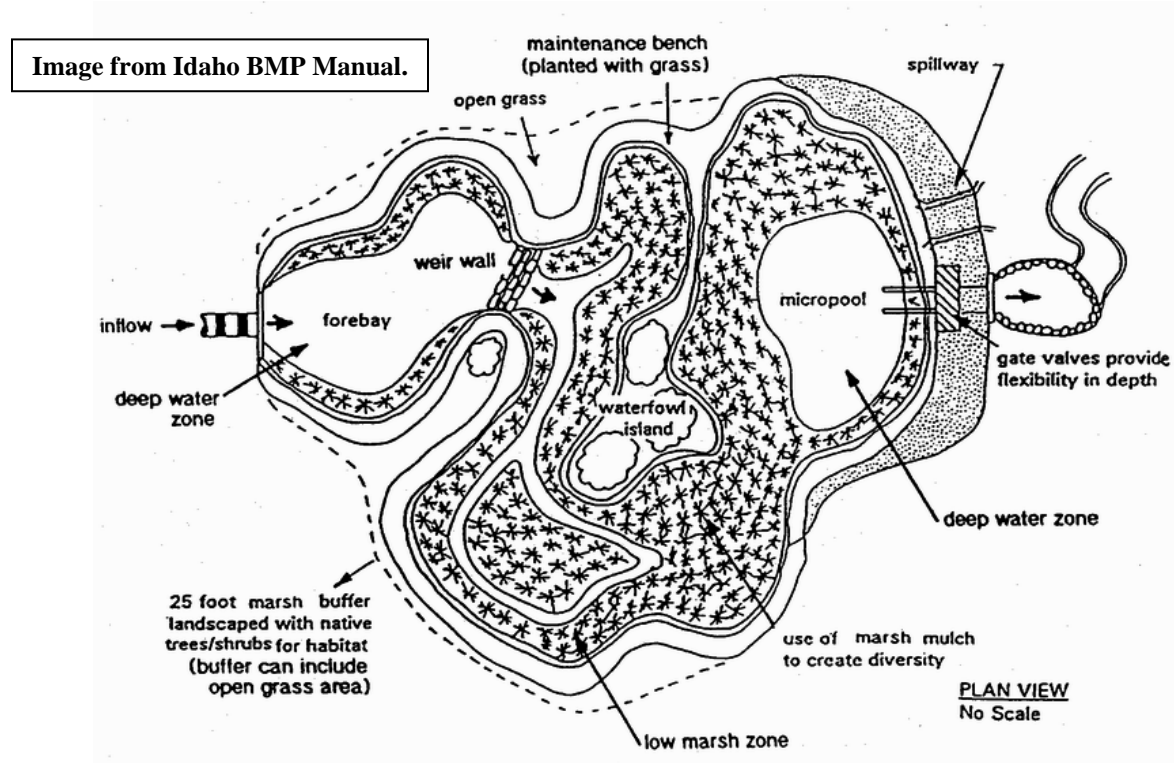 Image from Idaho BMP Manual.
maintenance bench
(planted with grass)
spillway
open grass
weir wall
inflow
forebay
micropool
deep water
zone
waterfowl
island
gate valves provide
flexibility in depth
deep water zone
25 foot marsh buffer
landscaped with native
trees/shrubs for habitat
(buffer can include
open grass area)
use of marsh mulch
to create diversity
PLAN VIEW
No Scale
low marsh zone